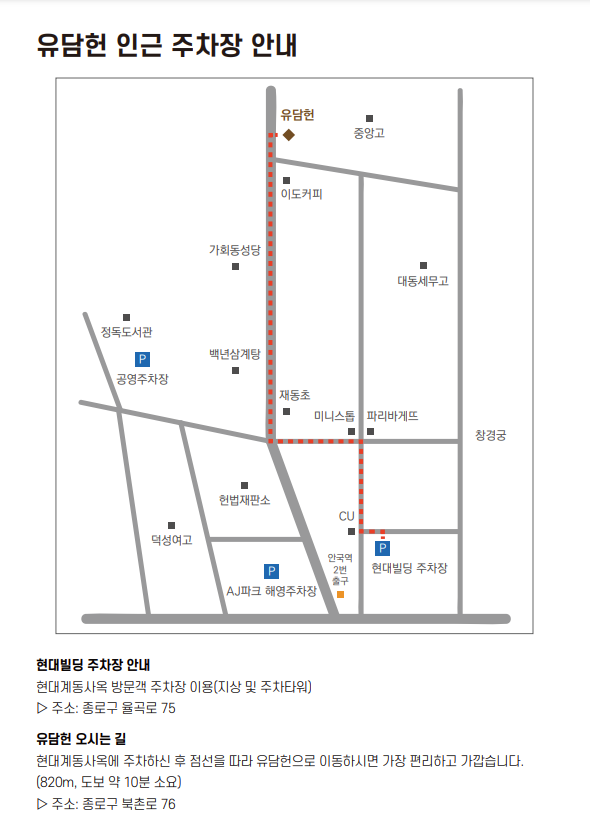 유담헌 인근 주차장 안내
유담헌
중앙고
이도커피
가회동성당
대동세무고
정독도서관
P
공영주차장
백년삼계탕
재동초
미니스톱
파리바게뜨
창경궁
헌법재판소
CU
덕성여고
P
현대빌딩 주차장
안국역
2번
출구
P
AJ파크 해영주차장
현대빌딩 주차장 안내
현대계동사옥 방문객 주차장 이용(지상 및 주차타워)
▷ 주소: 종로구 율곡로 75
유담헌 오시는 길
현대계동사옥에 주차하신 후 점선을 따라 유담헌으로 이동하시면 가장 편리하고 가깝습니다.
(820m, 도보 약 10분 소요)
▷ 주소: 종로구 북촌로 76